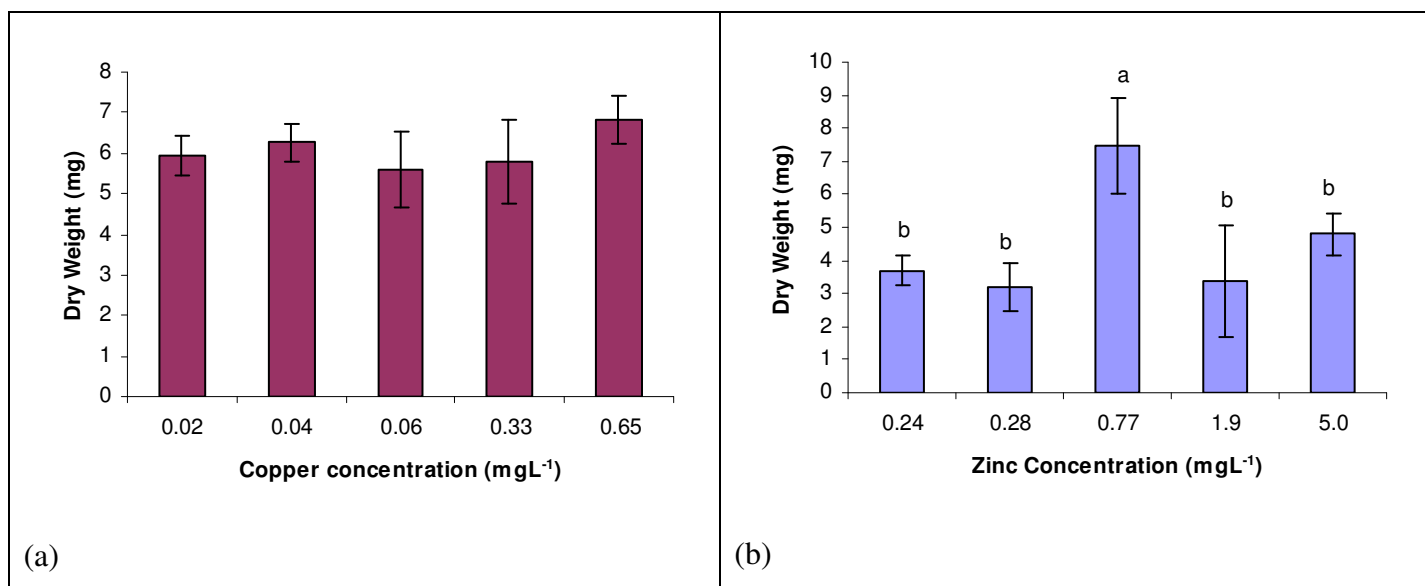 8
7
6
5
4
3
2
1
0
Dry Weight (mg)
0.02 0.04 0.06 0.33 0.65
Copper concentration (mgL-1)
(a)
10
9
8
7
6
5
4
3
2
1
0
Dry Weight (mg)
b b a b b
0.24 0.28 0.77 1.9 5.0
Zinc Concentration (mgL-1)
(b)